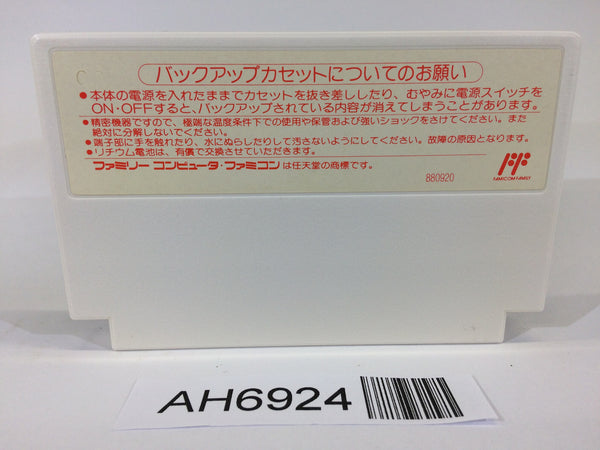 バックアップカセットについてのお願い
●本体の電源を入れたままでカセットを抜き差ししたり、むやみに電源スイッチを
ON・OFFすると、バックアップされている内容が消えてしまうことがあります。
●精密機器ですので、極端な温度条件下での使用や保管および強いショックをさけてください。また
絶対に分解しないでください。
●端子部に手を触れたり、水にぬらしたりして汚さないようにしてください。故障の原因となります。
●リチウム電池は、有償で交換させていただきます。
ファミリー コンピュータ・ファミコン は任天堂の商標です。
880920
FAMICOM FAMILY
AH6924